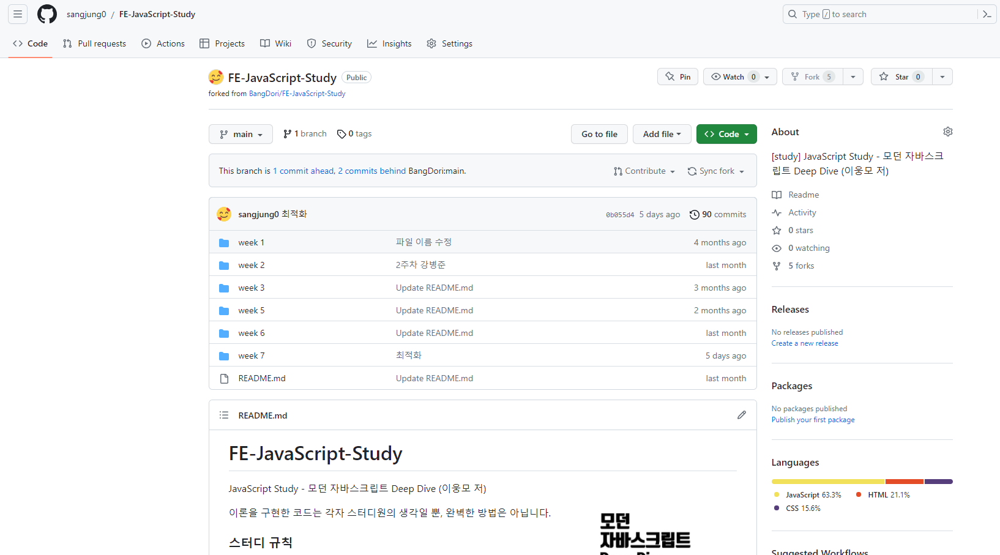 sangjung0 / FE-JavaScript-Study
Type / to search
Code Pull requests Actions Projects Wiki Security Insights Settings
FE-JavaScript-Study Public
Pin Watch 0 Fork 5 Star 0
forked from BangDori/FE-JavaScript-Study
main 1 branch 0 tags Go to file Add file Code
This branch is 1 commit ahead, 2 commits behind BangDori:main. Contribute Sync fork
sangjung0 최적화 0b055d4 5 days ago 90 commits
week 1 파일 이름 수정 4 months ago
week 2 2주차 강병준 last month
week 3 Update README.md 3 months ago
week 5 Update README.md 2 months ago
week 6 Update README.md last month
week 7 최적화 5 days ago
README.md Update README.md last month
README.md
FE-JavaScript-Study
JavaScript Study - 모던 자바스크립트 Deep Dive (이웅모 저)
이론을 구현한 코드는 각자 스터디원의 생각일 뿐, 완벽한 방법은 아닙니다.
스터디 규칙
모던
자바스크립트
Deep Dive
About
[study] JavaScript Study - 모던 자바스크
립트 Deep Dive (이웅모 저)
Readme
Activity
0 stars
0 watching
5 forks
Releases
No releases published
Create a new release
Packages
No packages published
Publish your first package
Languages
JavaScript 63.3% HTML 21.1%
CSS 15.6%
Suggested Workflows